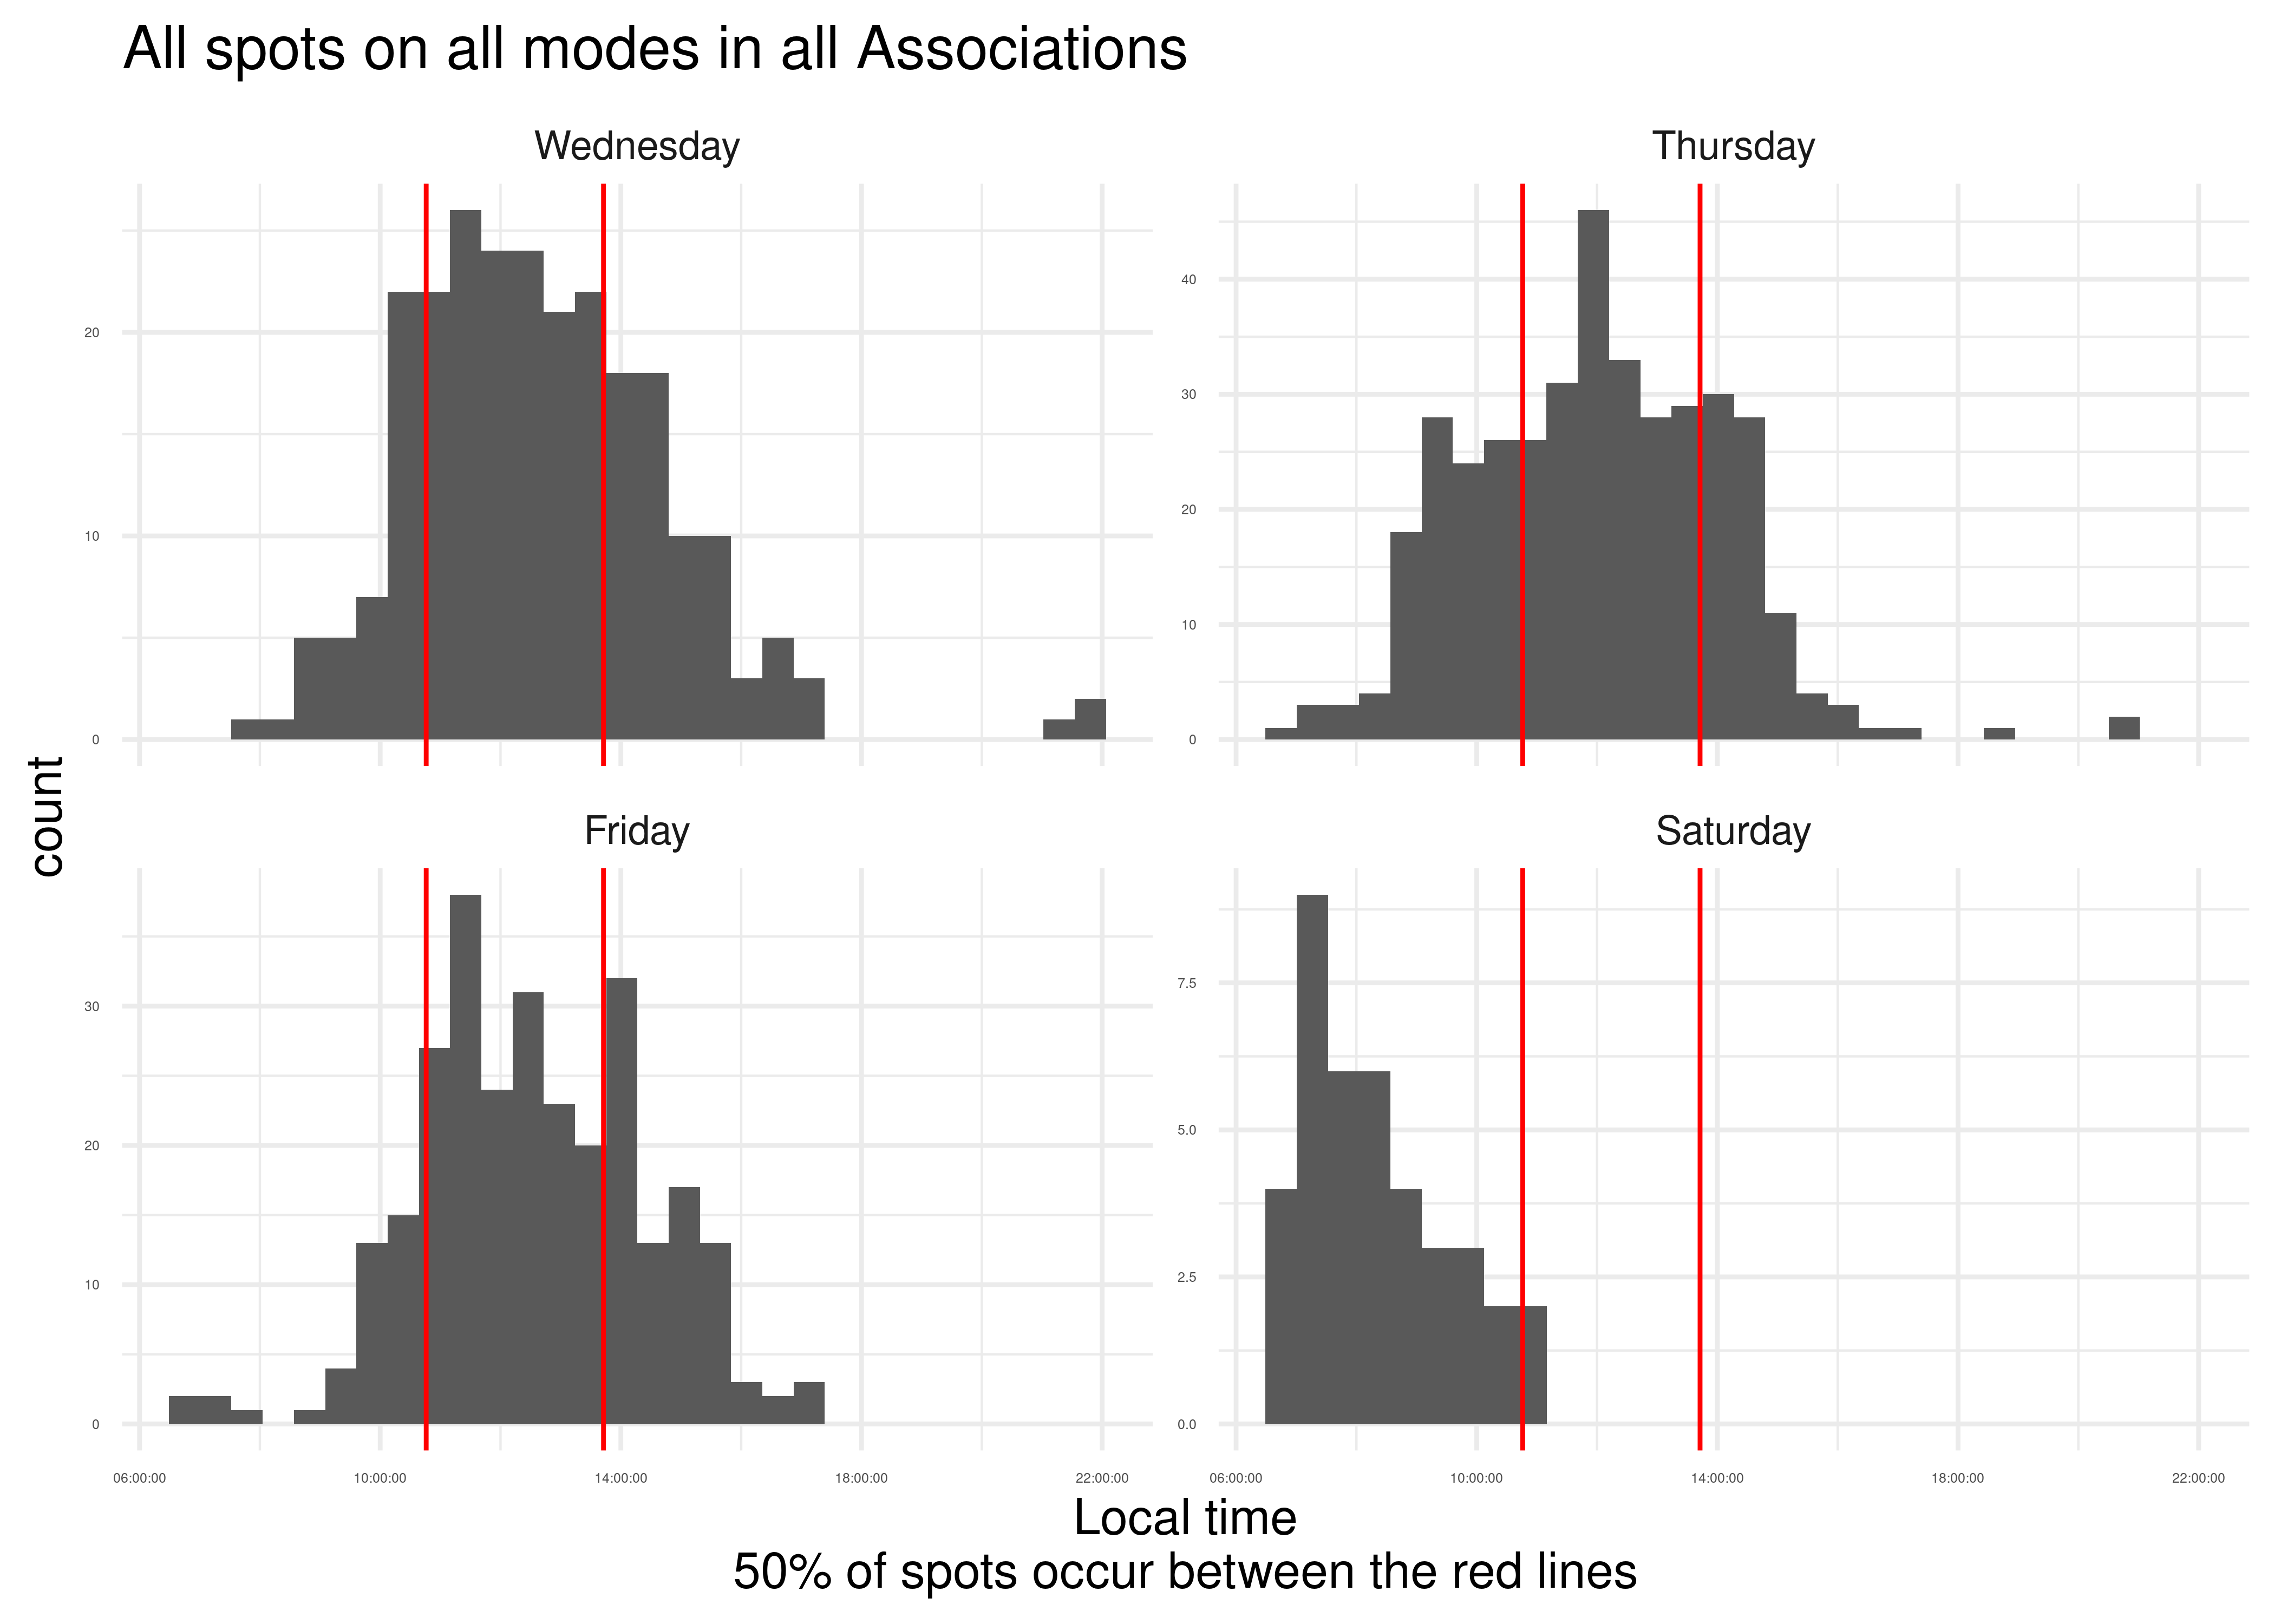 All spots on all modes in all Associations
Wednesday
Thursday
20
10
0
40
30
20
10
0
count
Friday
Saturday
30
20
10
0
7.5
5.0
2.5
0.0
06:00:00 10:00:00 14:00:00 18:00:00 22:00:00
06:00:00 10:00:00 14:00:00 18:00:00 22:00:00
Local time
50% of spots occur between the red lines